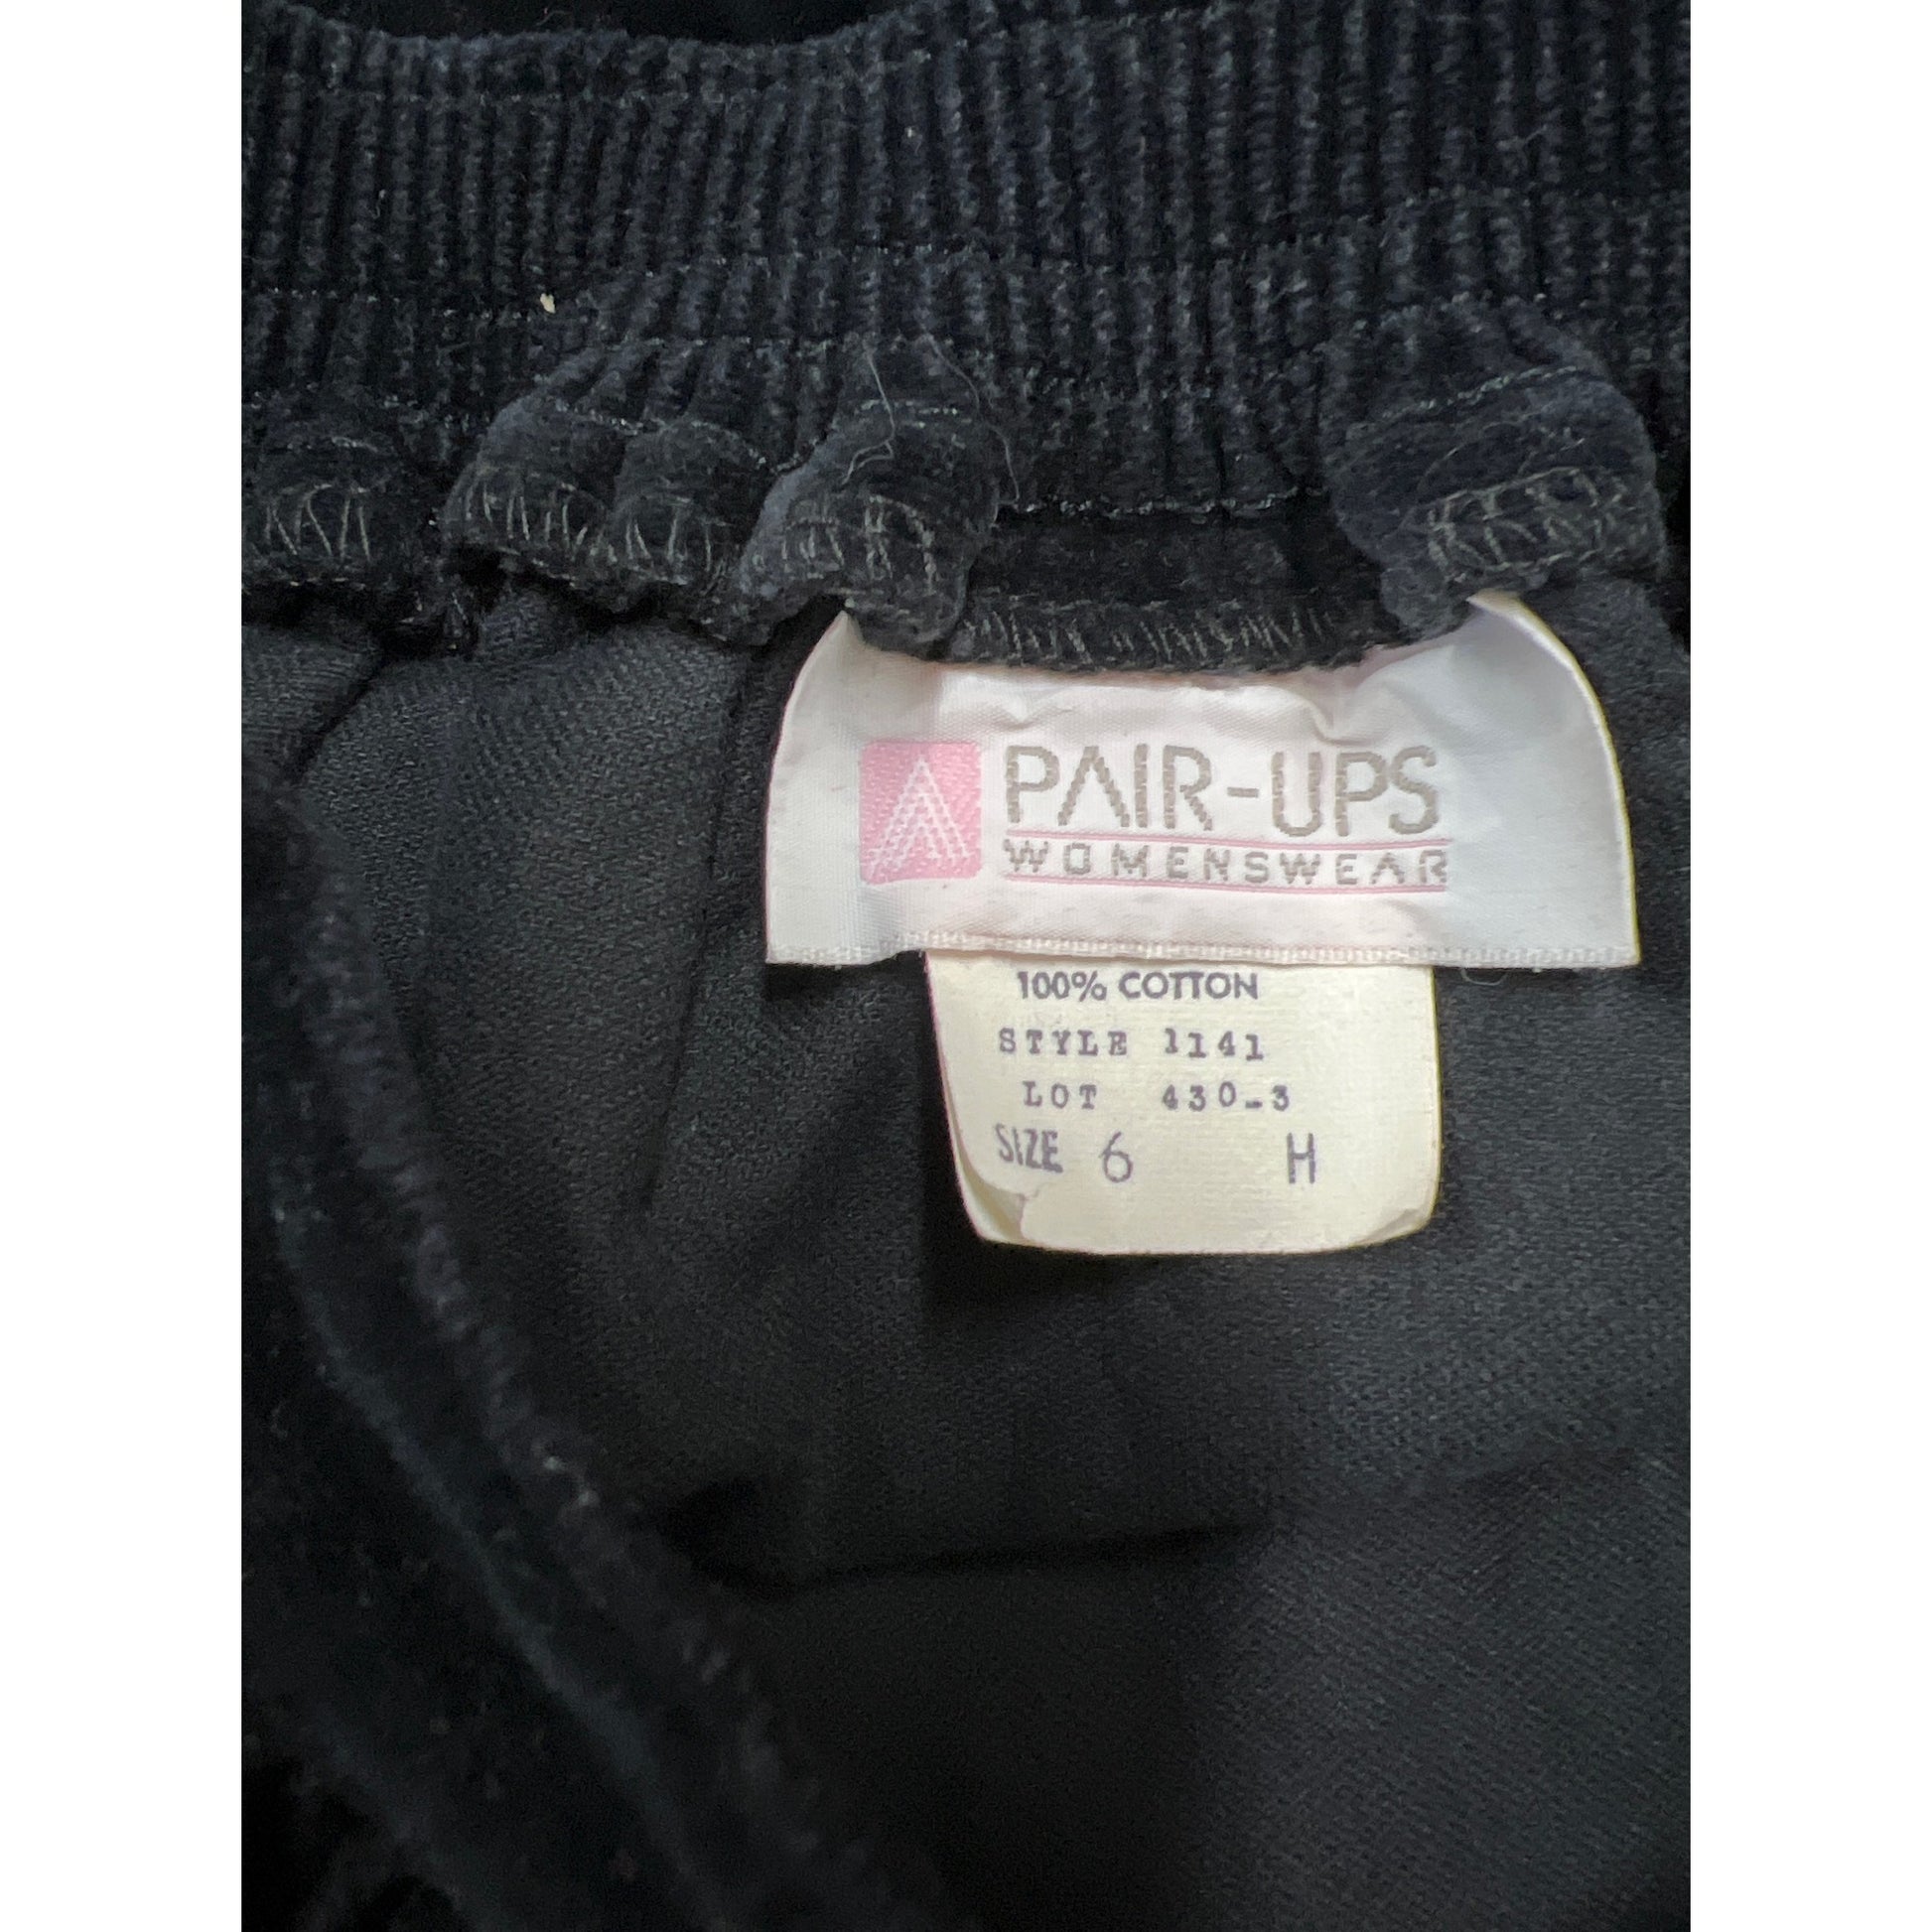 PAIR-UPS
WOMENSWEAR
100% COTTON
STYLE 1141
LOT 430-3
SIZE 6 H